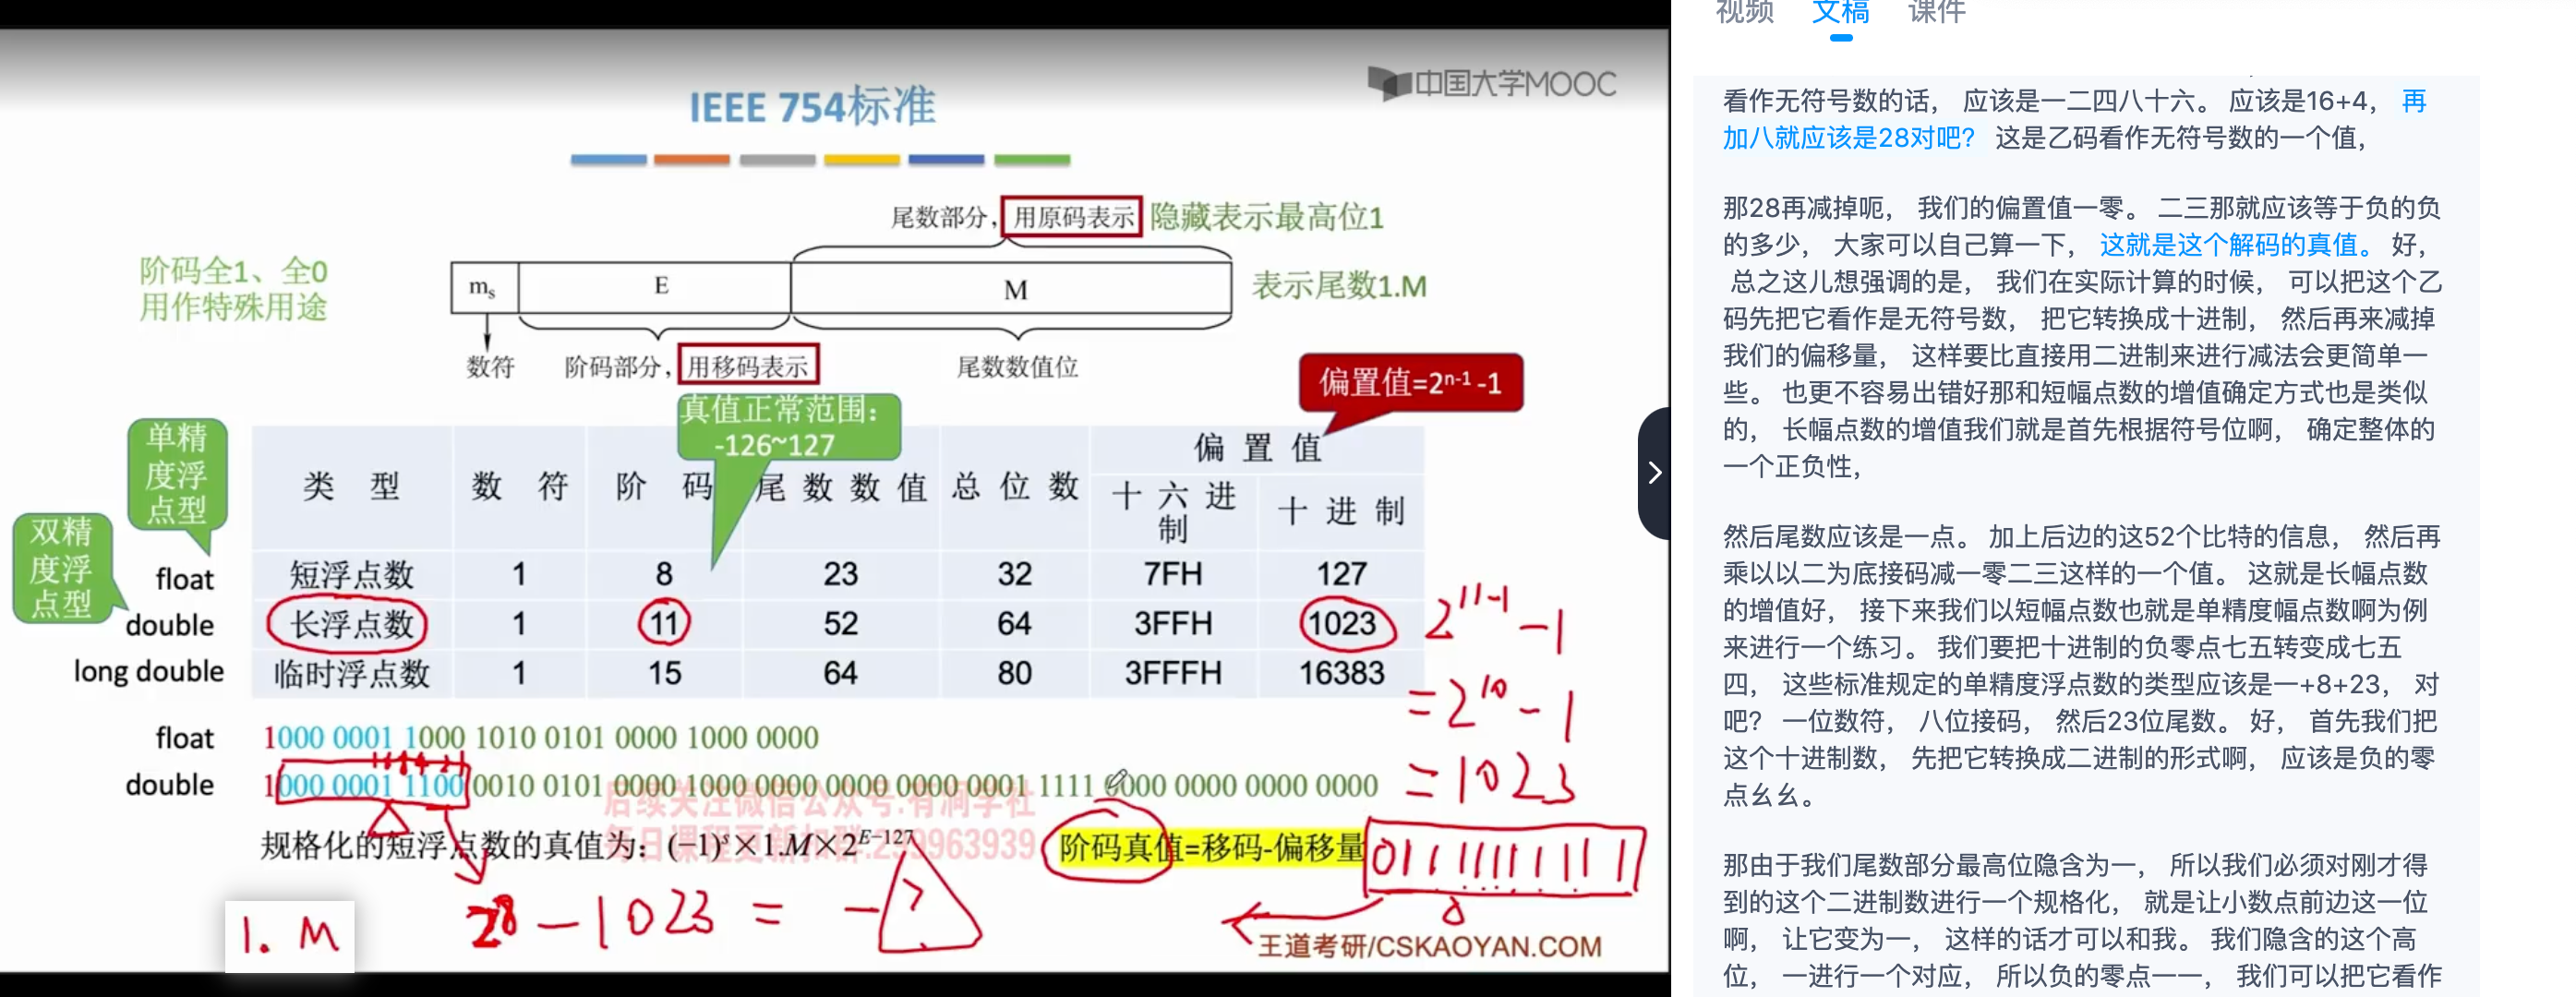 中国大学MOOC
IEEE 754标准
尾数部分，用原码表示 隐藏表示最高位1
阶码全1、全0
用作特殊用途
ms E M 表示尾数1.M
数符 阶码部分，用移码表示 尾数数值位
偏置值=2ⁿ⁻¹ -1
真值正常范围：
-126~127
单精
度浮
点型
双精
度浮
点型
类 型 数 符 阶 码 尾数数值 总位数 偏 置 值
十六进制 十进制
float 短浮点数 1 8 23 32 7FH 127
double 长浮点数 1 11 52 64 3FFH 1023
long double 临时浮点数 1 15 64 80 3FFFH 16383
2¹¹⁻¹ -1
=2¹⁰-1
=1023
float 1000 0001 1000 1010 0101 0000 1000 0000
double 1000 0001 1100 0010 0101 0000 1000 0000 0000 0000 0001 1111 0000 0000 0000 0000
后续关注微信公众号:有涧学社
规格化的短浮点数的真值为：(−1)ˢ×1.M×2ᴱ⁻¹²⁷
阶码真值=移码-偏移量
01111111111
1.M
28-1023 = -?
王道考研/CSKAOYAN.COM
视频 文稿 课件
看作无符号数的话， 应该是一二四八十六。 应该是16+4， 再
加八就应该是28对吧？ 这是乙码看作无符号数的一个值，
那28再减掉呃， 我们的偏置值一零。 二三那就应该等于负的负
的多少， 大家可以自己算一下， 这就是这个解码的真值。 好，
总之这儿想强调的是， 我们在实际计算的时候， 可以把这个乙
码先把它看作是无符号数， 把它转换成十进制， 然后再来减掉
我们的偏移量， 这样要比直接用二进制来进行减法会更简单一
些。 也更不容易出错好那和短幅点数的增值确定方式也是类似
的， 长幅点数的增值我们就是首先根据符号位啊， 确定整体的
一个正负性，
然后尾数应该是一点。 加上后边的这52个比特的信息， 然后再
乘以以二为底接码减一零二三这样的一个值。 这就是长幅点数
的增值好， 接下来我们以短幅点数也就是单精度幅点数啊为例
来进行一个练习。 我们要把十进制的负零点七五转变成七五
四， 这些标准规定的单精度浮点数的类型应该是一+8+23， 对
吧？ 一位数符， 八位接码， 然后23位尾数。 好， 首先我们把
这个十进制数， 先把它转换成二进制的形式啊， 应该是负的零
点幺幺。
那由于我们尾数部分最高位隐含为一， 所以我们必须对刚才得
到的这个二进制数进行一个规格化， 就是让小数点前边这一位
啊， 让它变为一， 这样的话才可以和我。 我们隐含的这个高
位， 一进行一个对应， 所以负的零点一一， 我们可以把它看作